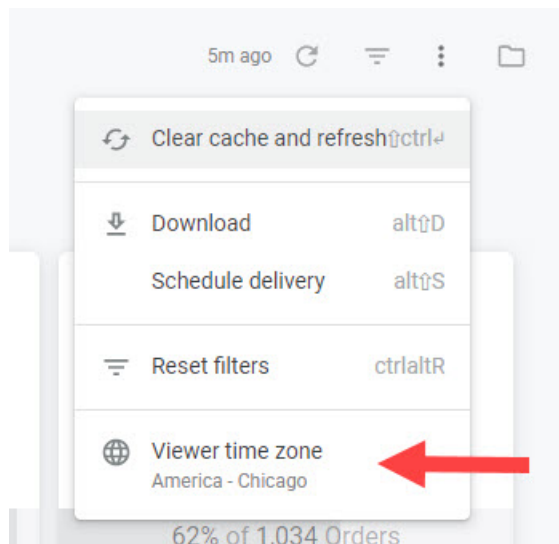 5m ago
Clear cache and refresh⇧ctrl↵
Download alt⇧D
Schedule delivery alt⇧S
Reset filters ctrlaltR
Viewer time zone
America - Chicago
62% of 1,034 Orders